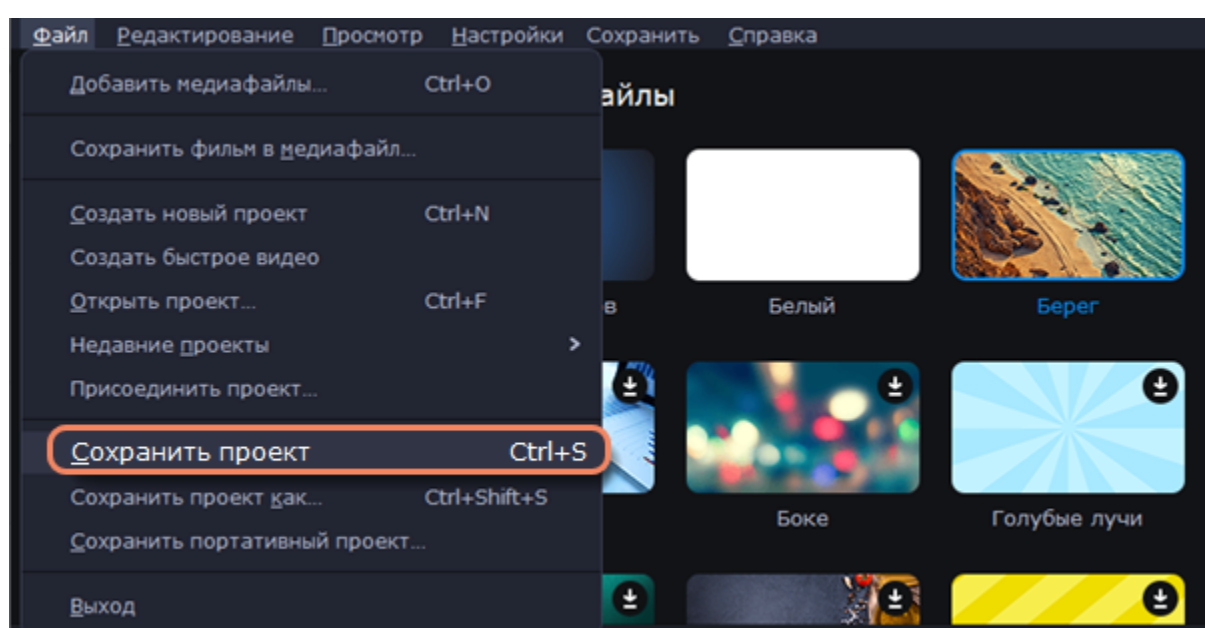 Файл Редактирование Просмотр Настройки Сохранить Справка
Добавить медиафайлы... Ctrl+O
айлы
Сохранить фильм в медиафайл...
Создать новый проект Ctrl+N
Создать быстрое видео
Открыть проект... Ctrl+F
в Белый Берег
Недавние проекты >
Присоединить проект...
Сохранить проект Ctrl+S
Сохранить проект как... Ctrl+Shift+S
Боке Голубые лучи
Сохранить портативный проект...
Выход